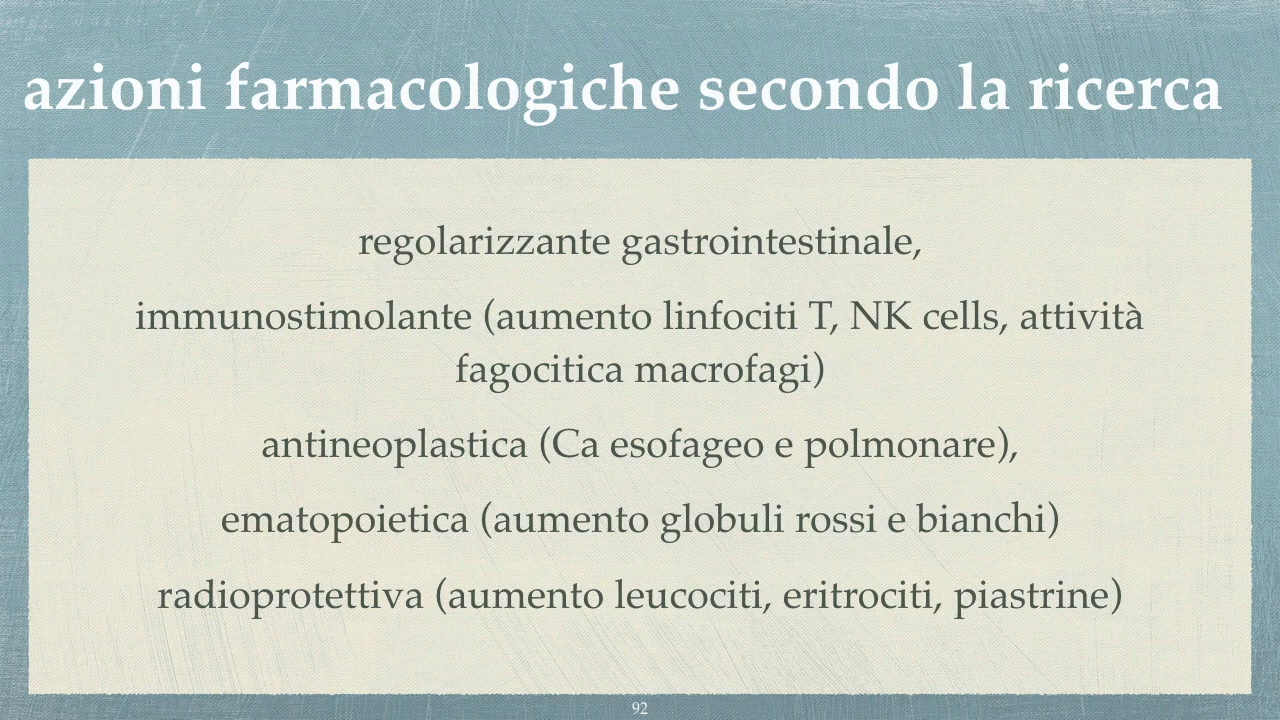 azioni farmacologiche secondo la ricerca
regolarizzante gastrointestinale,
immunostimolante (aumento linfociti T, NK cells, attività
fagocitica macrofagi)
antineoplastica (Ca esofageo e polmonare),
ematopoietica (aumento globuli rossi e bianchi)
radioprotettiva (aumento leucociti, eritrociti, piastrine)
92